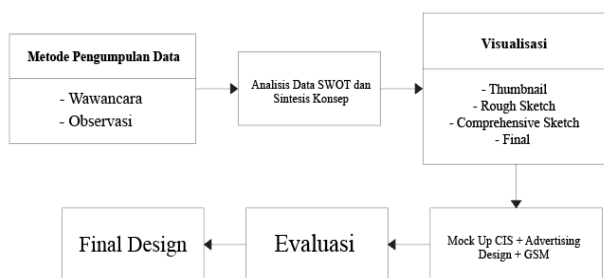 Metode Pengumpulan Data
- Wawancara
- Observasi
Analisis Data SWOT dan
Sintesis Konsep
Visualisasi
- Thumbnail
- Rough Sketch
- Comprehensive Sketch
- Final
Mock Up CIS + Advertising
Design + GSM
Evaluasi
Final Design